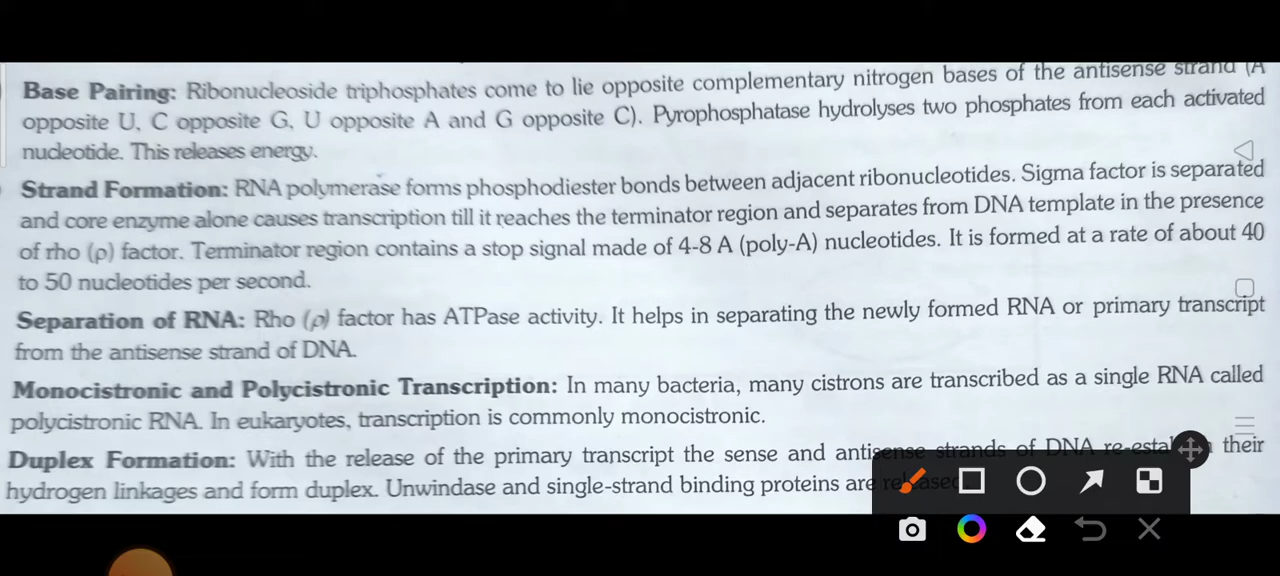 Base Pairing: Ribonucleoside triphosphates come to lie opposite complementary nitrogen bases of the antisense strand (A
opposite U, C opposite G, U opposite A and G opposite C). Pyrophosphatase hydrolyses two phosphates from each activated
nucleotide. This releases energy.
Strand Formation: RNA polymerase forms phosphodiester bonds between adjacent ribonucleotides. Sigma factor is separated
and core enzyme alone causes transcription till it reaches the terminator region and separates from DNA template in the presence
of rho (ρ) factor. Terminator region contains a stop signal made of 4-8 A (poly-A) nucleotides. It is formed at a rate of about 40
to 50 nucleotides per second.
Separation of RNA: Rho (ρ) factor has ATPase activity. It helps in separating the newly formed RNA or primary transcript
from the antisense strand of DNA.
Monocistronic and Polycistronic Transcription: In many bacteria, many cistrons are transcribed as a single RNA called
polycistronic RNA. In eukaryotes, transcription is commonly monocistronic.
Duplex Formation: With the release of the primary transcript the sense and antisense strands of DNA their
hydrogen linkages and form duplex. Unwindase and single-strand binding proteins are released.